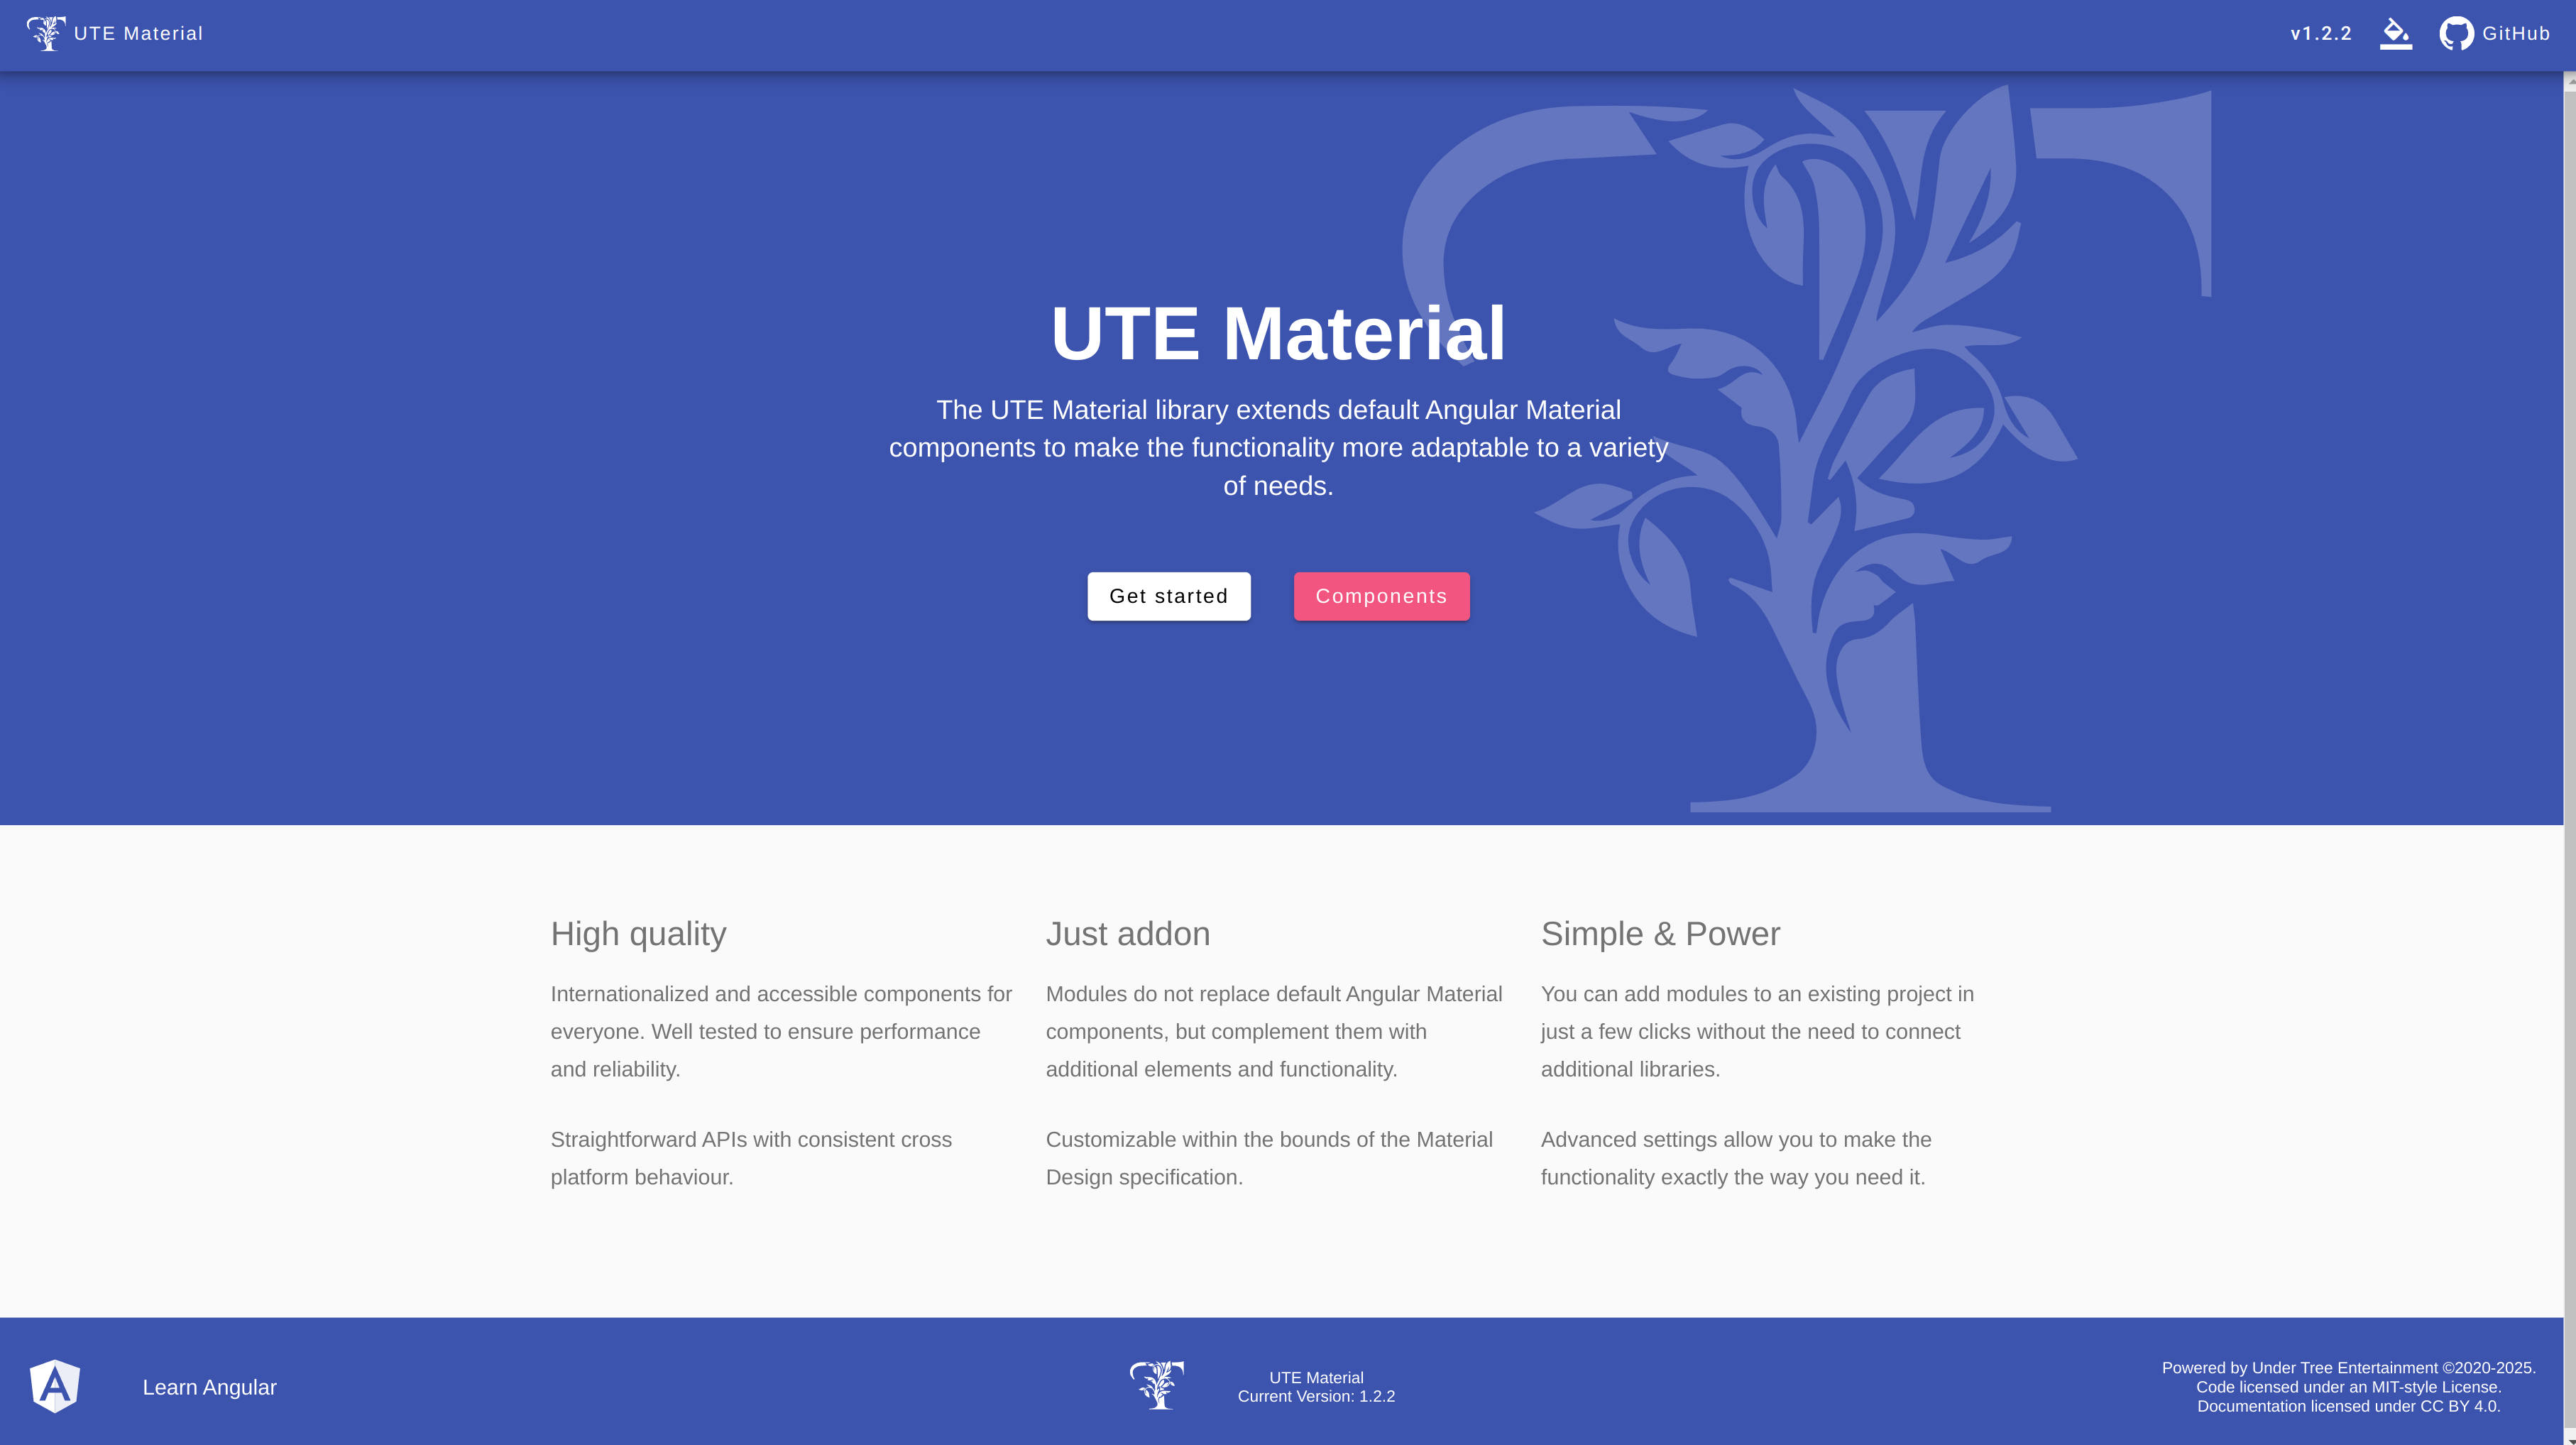 UTE Material
v1.2.2
GitHub
UTE Material
The UTE Material library extends default Angular Material
components to make the functionality more adaptable to a variety
of needs.
Get started
Components
High quality
Internationalized and accessible components for
everyone. Well tested to ensure performance
and reliability.
Straightforward APIs with consistent cross
platform behaviour.
Just addon
Modules do not replace default Angular Material
components, but complement them with
additional elements and functionality.
Customizable within the bounds of the Material
Design specification.
Simple & Power
You can add modules to an existing project in
just a few clicks without the need to connect
additional libraries.
Advanced settings allow you to make the
functionality exactly the way you need it.
Learn Angular
UTE Material
Current Version: 1.2.2
Powered by Under Tree Entertainment ©2020-2025.
Code licensed under an MIT-style License.
Documentation licensed under CC BY 4.0.